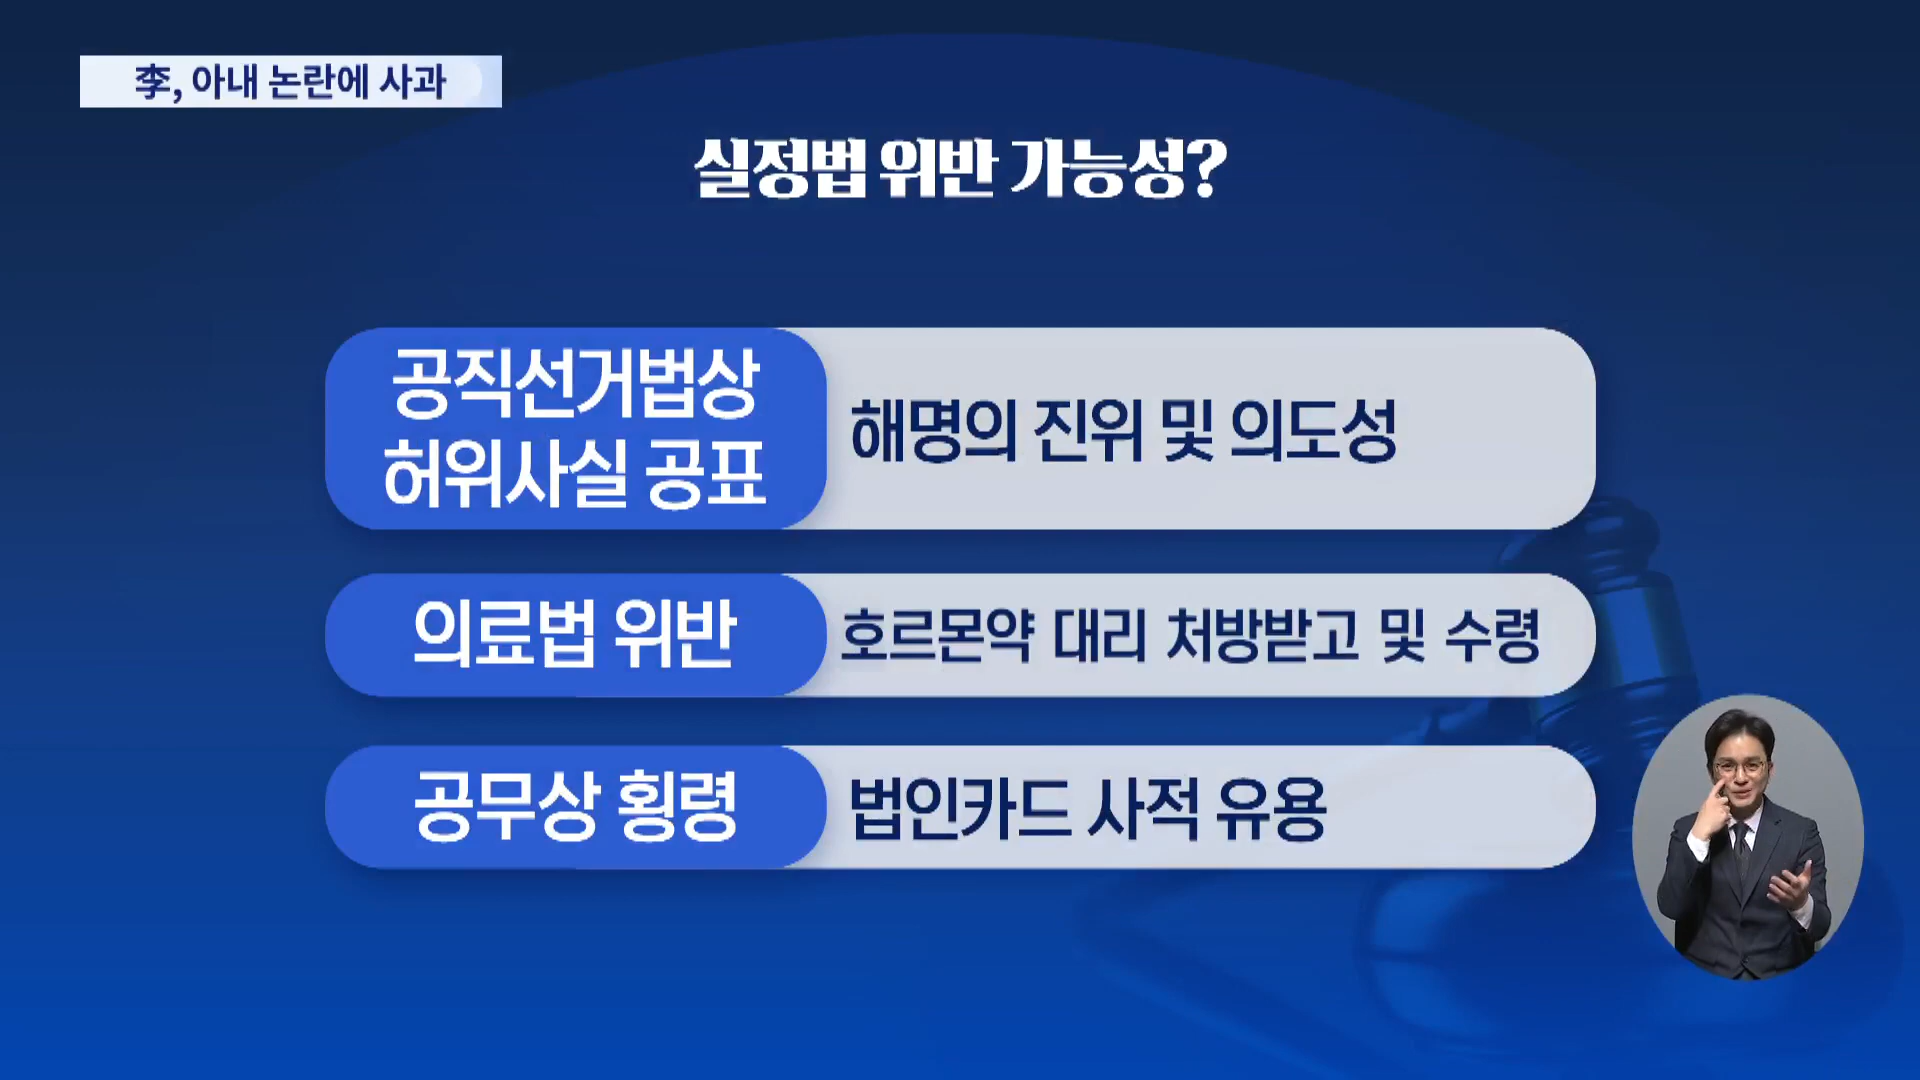 李, 아내 논란에 사과
실정법 위반 가능성?
공직선거법상
허위사실 공표
해명의 진위 및 의도성
의료법 위반
호르몬약 대리 처방받고 및 수령
공무상 횡령
법인카드 사적 유용